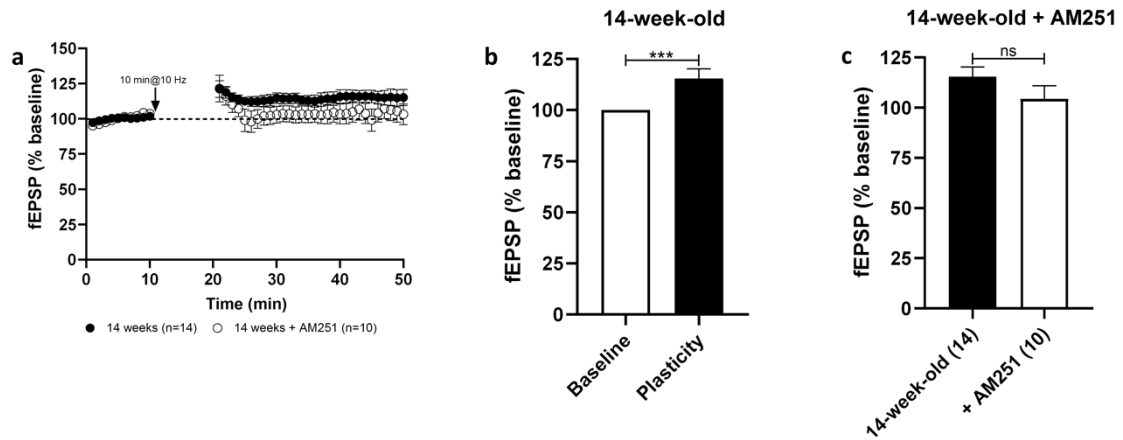 a
fEPSP (% baseline)
150
125
100
75
50
25
0
10 min@10 Hz
0 10 20 30 40 50
Time (min)
14 weeks (n=14) 14 weeks + AM251 (n=10)
14-week-old
b
fEPSP (% baseline)
125
100
75
50
25
0
***
Baseline
Plasticity
14-week-old + AM251
c
fEPSP (% baseline)
125
100
75
50
25
0
ns
14-week-old (14)
+ AM251 (10)